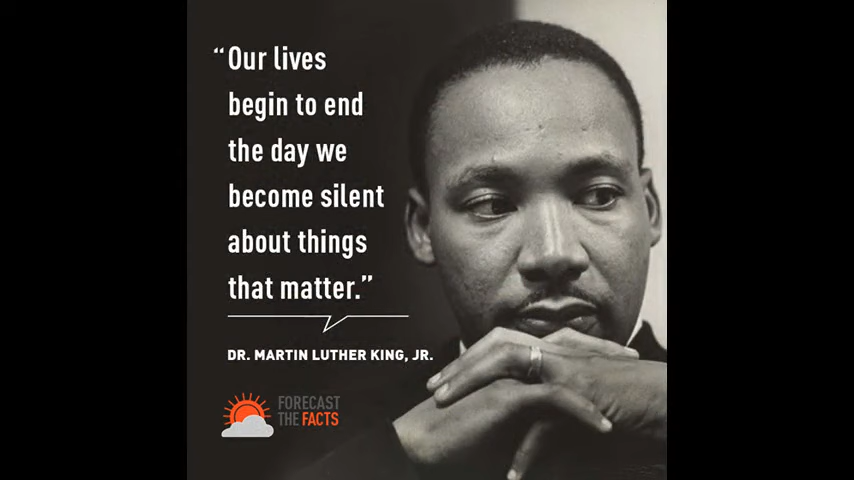 “Our lives
begin to end
the day we
become silent
about things
that matter.”
DR. MARTIN LUTHER KING, JR.
FORECAST
THE FACTS